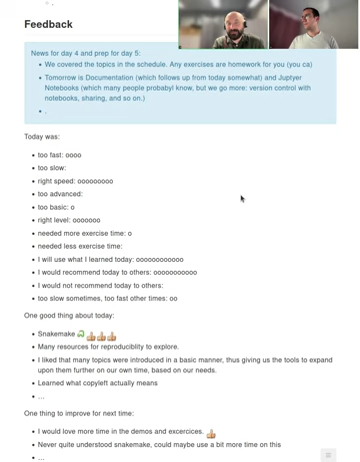 Feedback
News for day 4 and prep for day 5:
• We covered the topics in the schedule. Any exercises are homework for you (you ca)
• Tomorrow is Documentation (which follows up from today somewhat) and Juptyer
Notebooks (which many people probabyl know, but we go more: version control with
notebooks, sharing, and so on.)
• .
Today was:
• too fast: oooo
• too slow:
• right speed: ooooooooo
• too advanced:
• too basic: o
• right level: ooooooo
• needed more exercise time: o
• needed less exercise time:
• I will use what I learned today: oooooooooooo
• I would recommend today to others: ooooooooooo
• I would not recommend today to others:
• too slow sometimes, too fast other times: oo
One good thing about today:
• Snakemake
• Many resources for reproduciblity to explore.
• I liked that many topics were introduced in a basic manner, thus giving us the tools to expand
upon them further on our own time, based on our needs.
• Learned what copyleft actually means
• ...
One thing to improve for next time:
• I would love more time in the demos and excercices.
• Never quite understood snakemake, could maybe use a bit more time on this
• ...